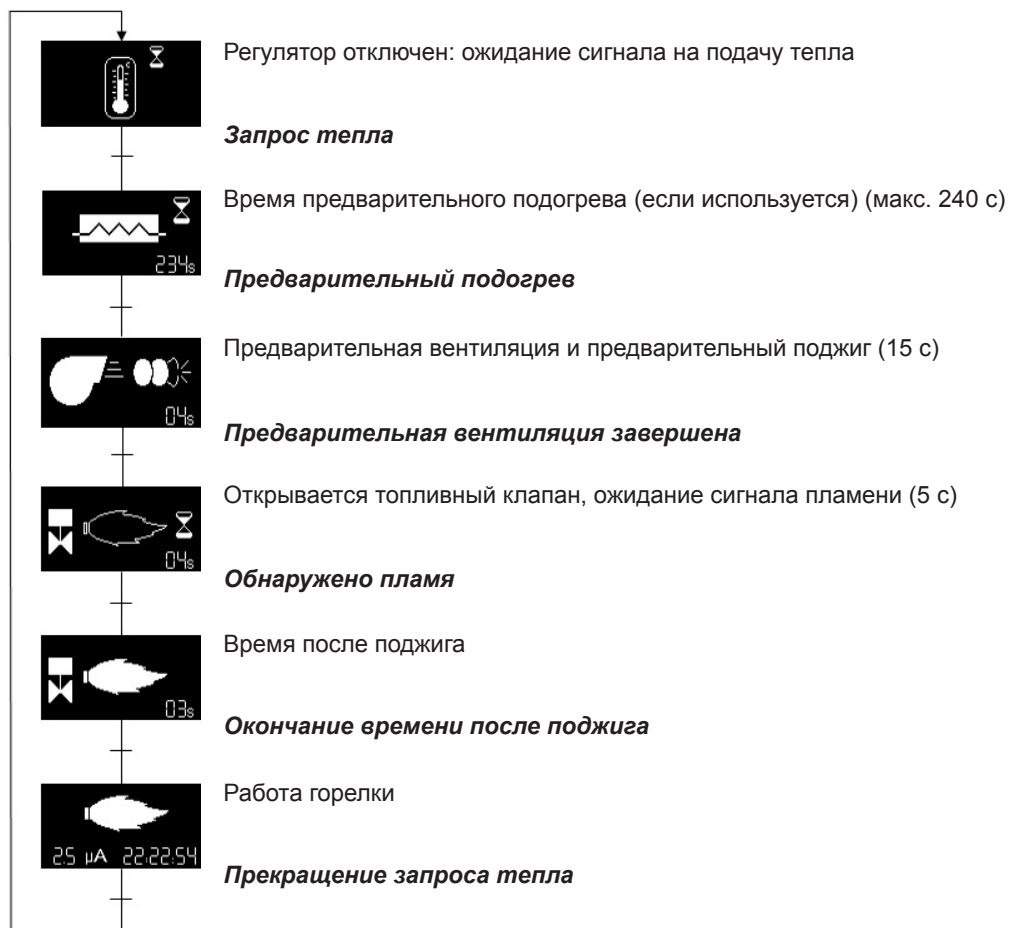 Регулятор отключен: ожидание сигнала на подачу тепла
Запрос тепла
Время предварительного подогрева (если используется) (макс. 240 с)
234s
Предварительный подогрев
Предварительная вентиляция и предварительный поджиг (15 с)
04s
Предварительная вентиляция завершена
Открывается топливный клапан, ожидание сигнала пламени (5 с)
04s
Обнаружено пламя
Время после поджига
03s
Окончание времени после поджига
Работа горелки
2.5 µA 22:22:54
Прекращение запроса тепла